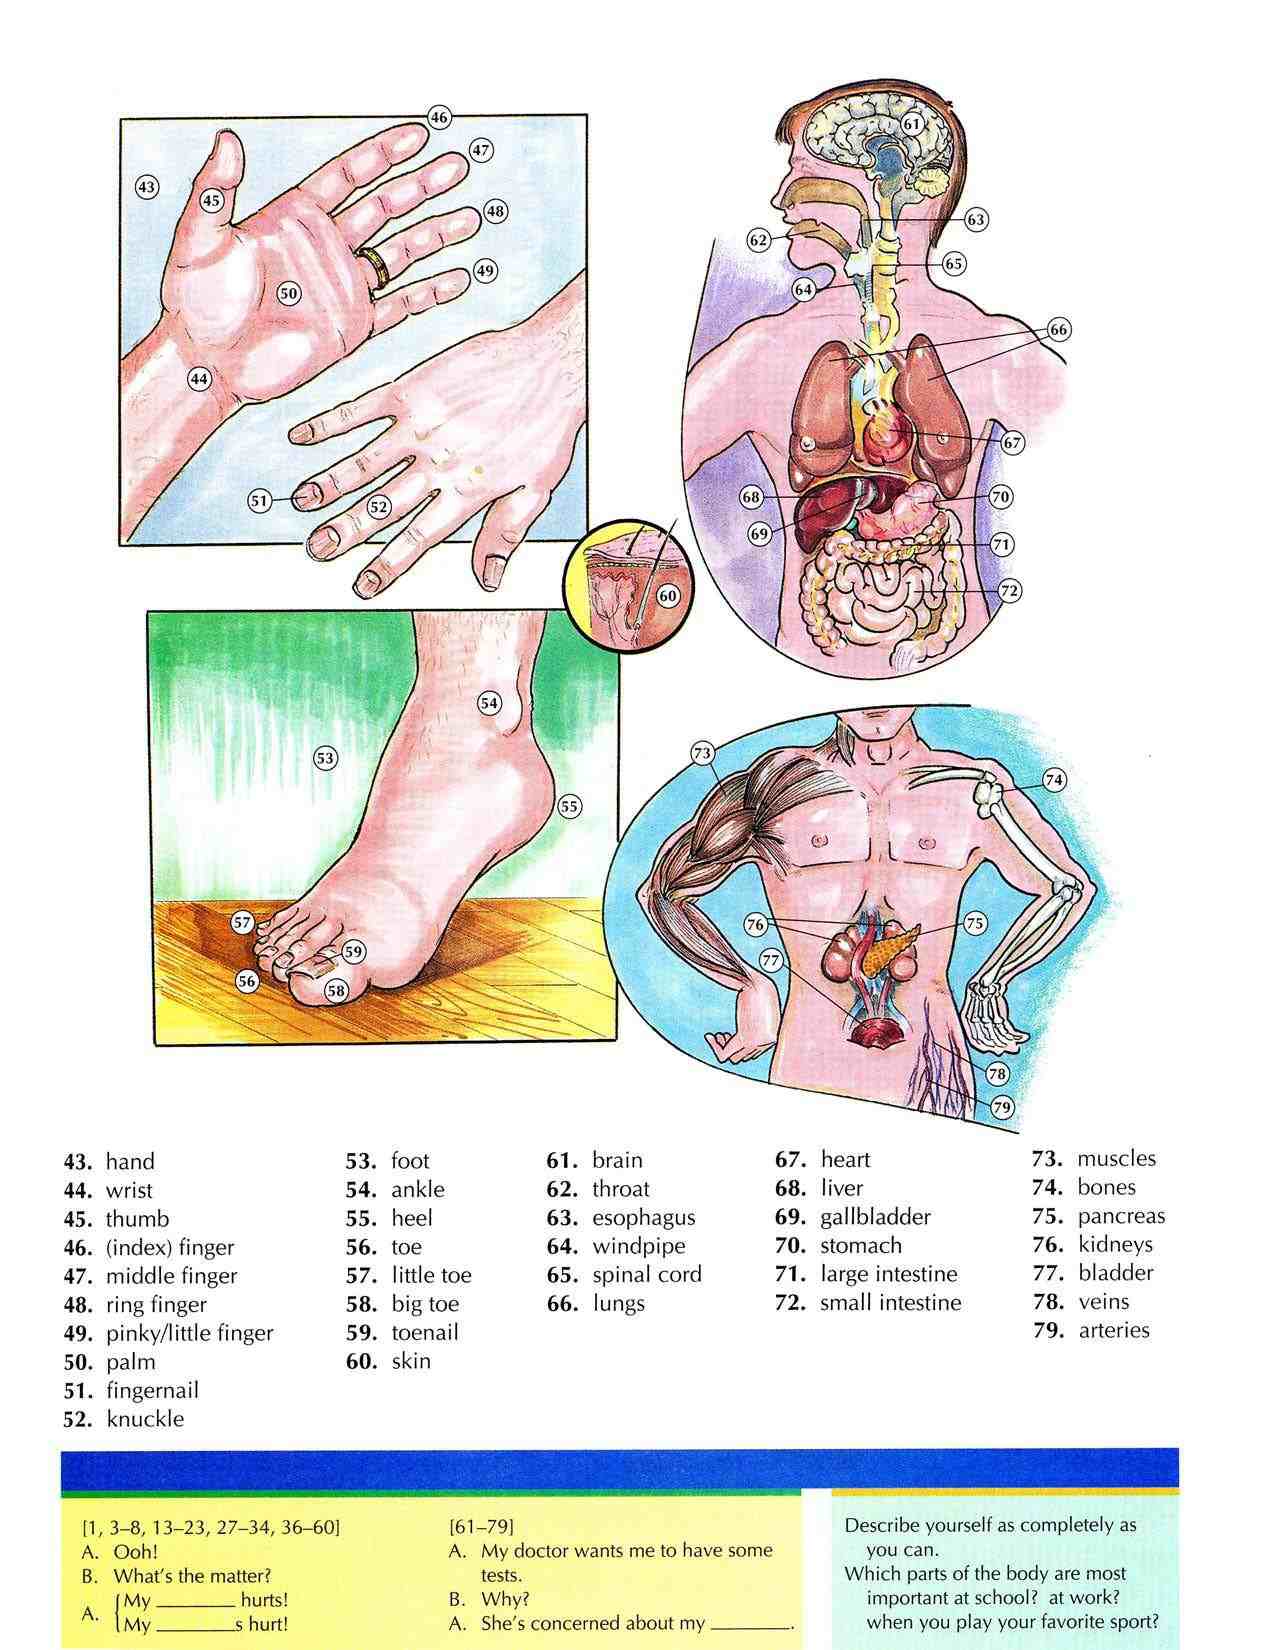 46
47
43
45
48
49
50
44
51
52
60
61
63
62
65
64
66
67
68
70
69
71
72
54
53
55
57
59
56
58
73
74
76
75
77
78
79
43. hand
44. wrist
45. thumb
46. (index) finger
47. middle finger
48. ring finger
49. pinky/little finger
50. palm
51. fingernail
52. knuckle
53. foot
54. ankle
55. heel
56. toe
57. little toe
58. big toe
59. toenail
60. skin
61. brain
62. throat
63. esophagus
64. windpipe
65. spinal cord
66. lungs
67. heart
68. liver
69. gallbladder
70. stomach
71. large intestine
72. small intestine
73. muscles
74. bones
75. pancreas
76. kidneys
77. bladder
78. veins
79. arteries
[1, 3–8, 13–23, 27–34, 36–60]
A. Ooh!
B. What's the matter?
A. {My ________ hurts!
My ________s hurt!
[61–79]
A. My doctor wants me to have some
tests.
B. Why?
A. She's concerned about my ________.
Describe yourself as completely as
you can.
Which parts of the body are most
important at school? at work?
when you play your favorite sport?